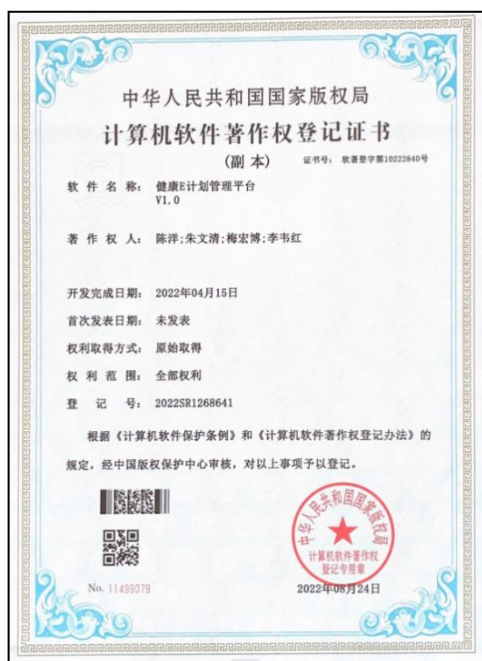 中华人民共和国国家版权局
计算机软件著作权登记证书
(副本)
证书号： 软著登字第10222840号
软件名称： 健康E计划管理平台
V1.0
著作权人： 陈洋;朱文清;梅宏博;李韦红
开发完成日期： 2022年04月15日
首次发表日期： 未发表
权利取得方式： 原始取得
权利范围： 全部权利
登记号： 2022SR1268641
根据《计算机软件保护条例》和《计算机软件著作权登记办法》的
规定，经中国版权保护中心审核，对以上事项予以登记。
中华人民共和国国家版权局
计算机软件著作权
登记专用章
No. 11499079
2022年08月24日